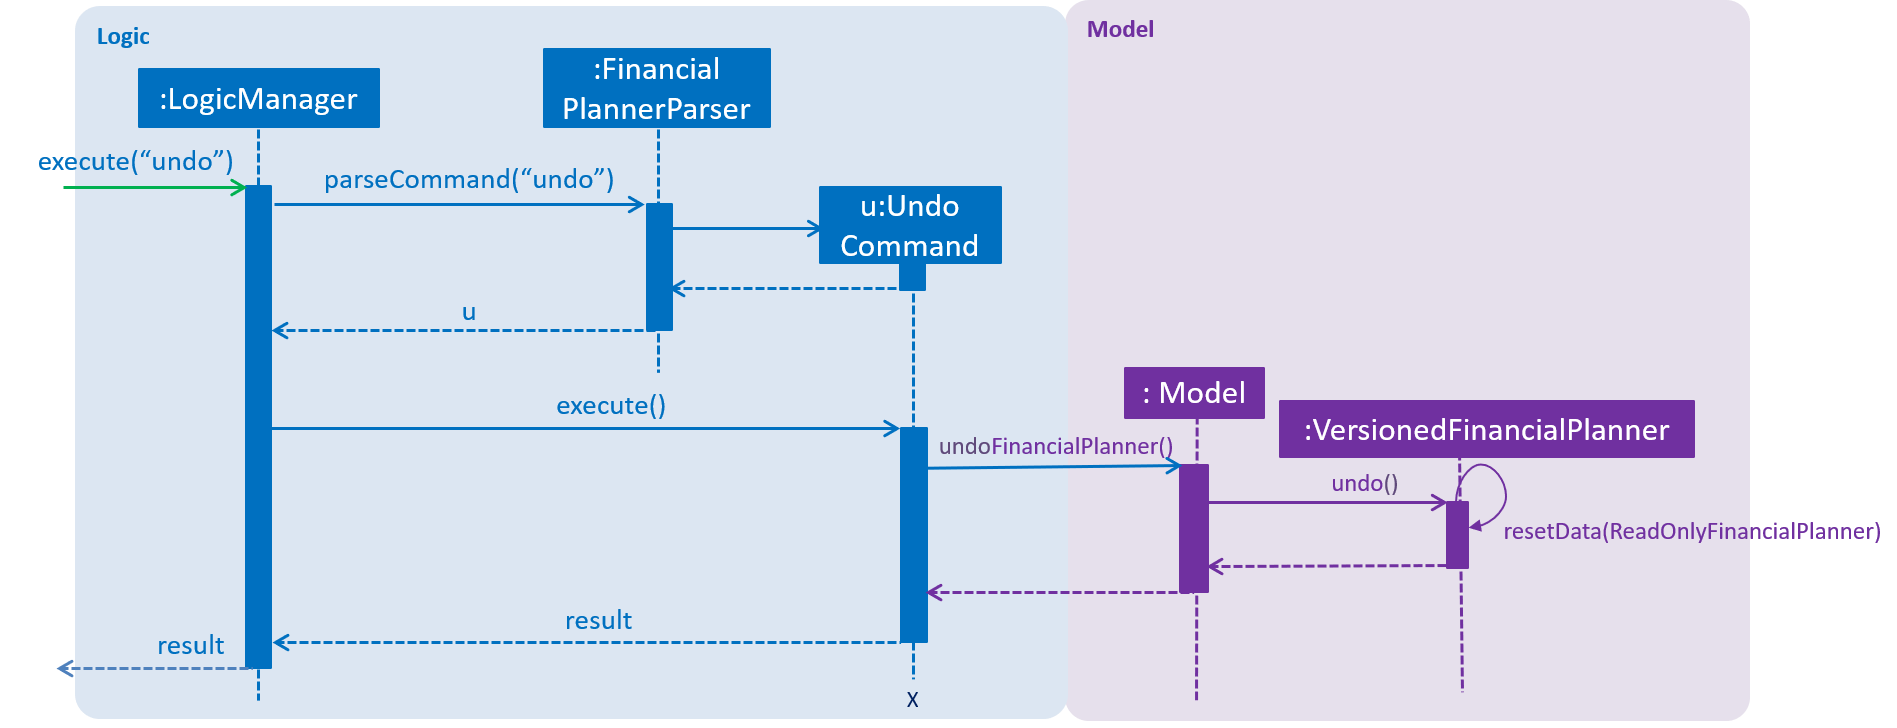 Logic
Model
:LogicManager
:Financial
PlannerParser
execute(“undo”)
parseCommand(“undo”)
u:Undo
Command
u
execute()
: Model
:VersionedFinancialPlanner
undoFinancialPlanner()
undo()
resetData(ReadOnlyFinancialPlanner)
result
result
X